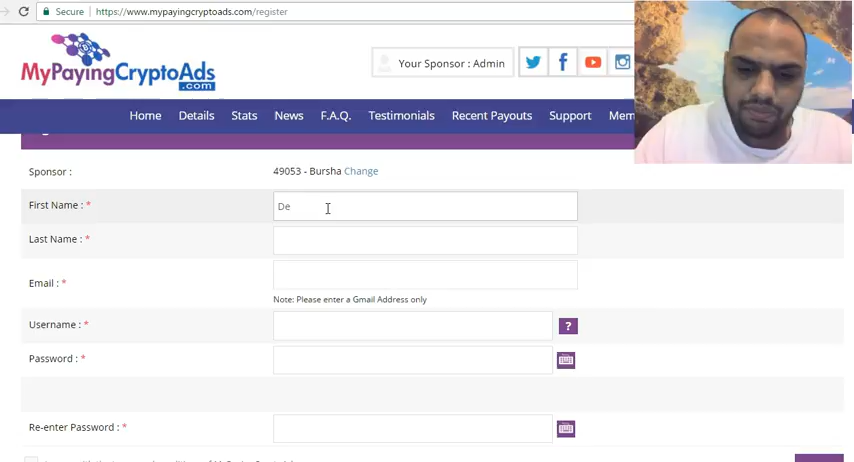 Secure https://www.mypayingcryptoads.com/register
MyPayingCryptoAds
.com
Your Sponsor : Admin
Home Details Stats News F.A.Q. Testimonials Recent Payouts Support Mem
Sponsor : 49053 - Bursha Change
First Name : * De
Last Name : *
Email : *
Note: Please enter a Gmail Address only
Username : * ?
Password : *
Re-enter Password : *